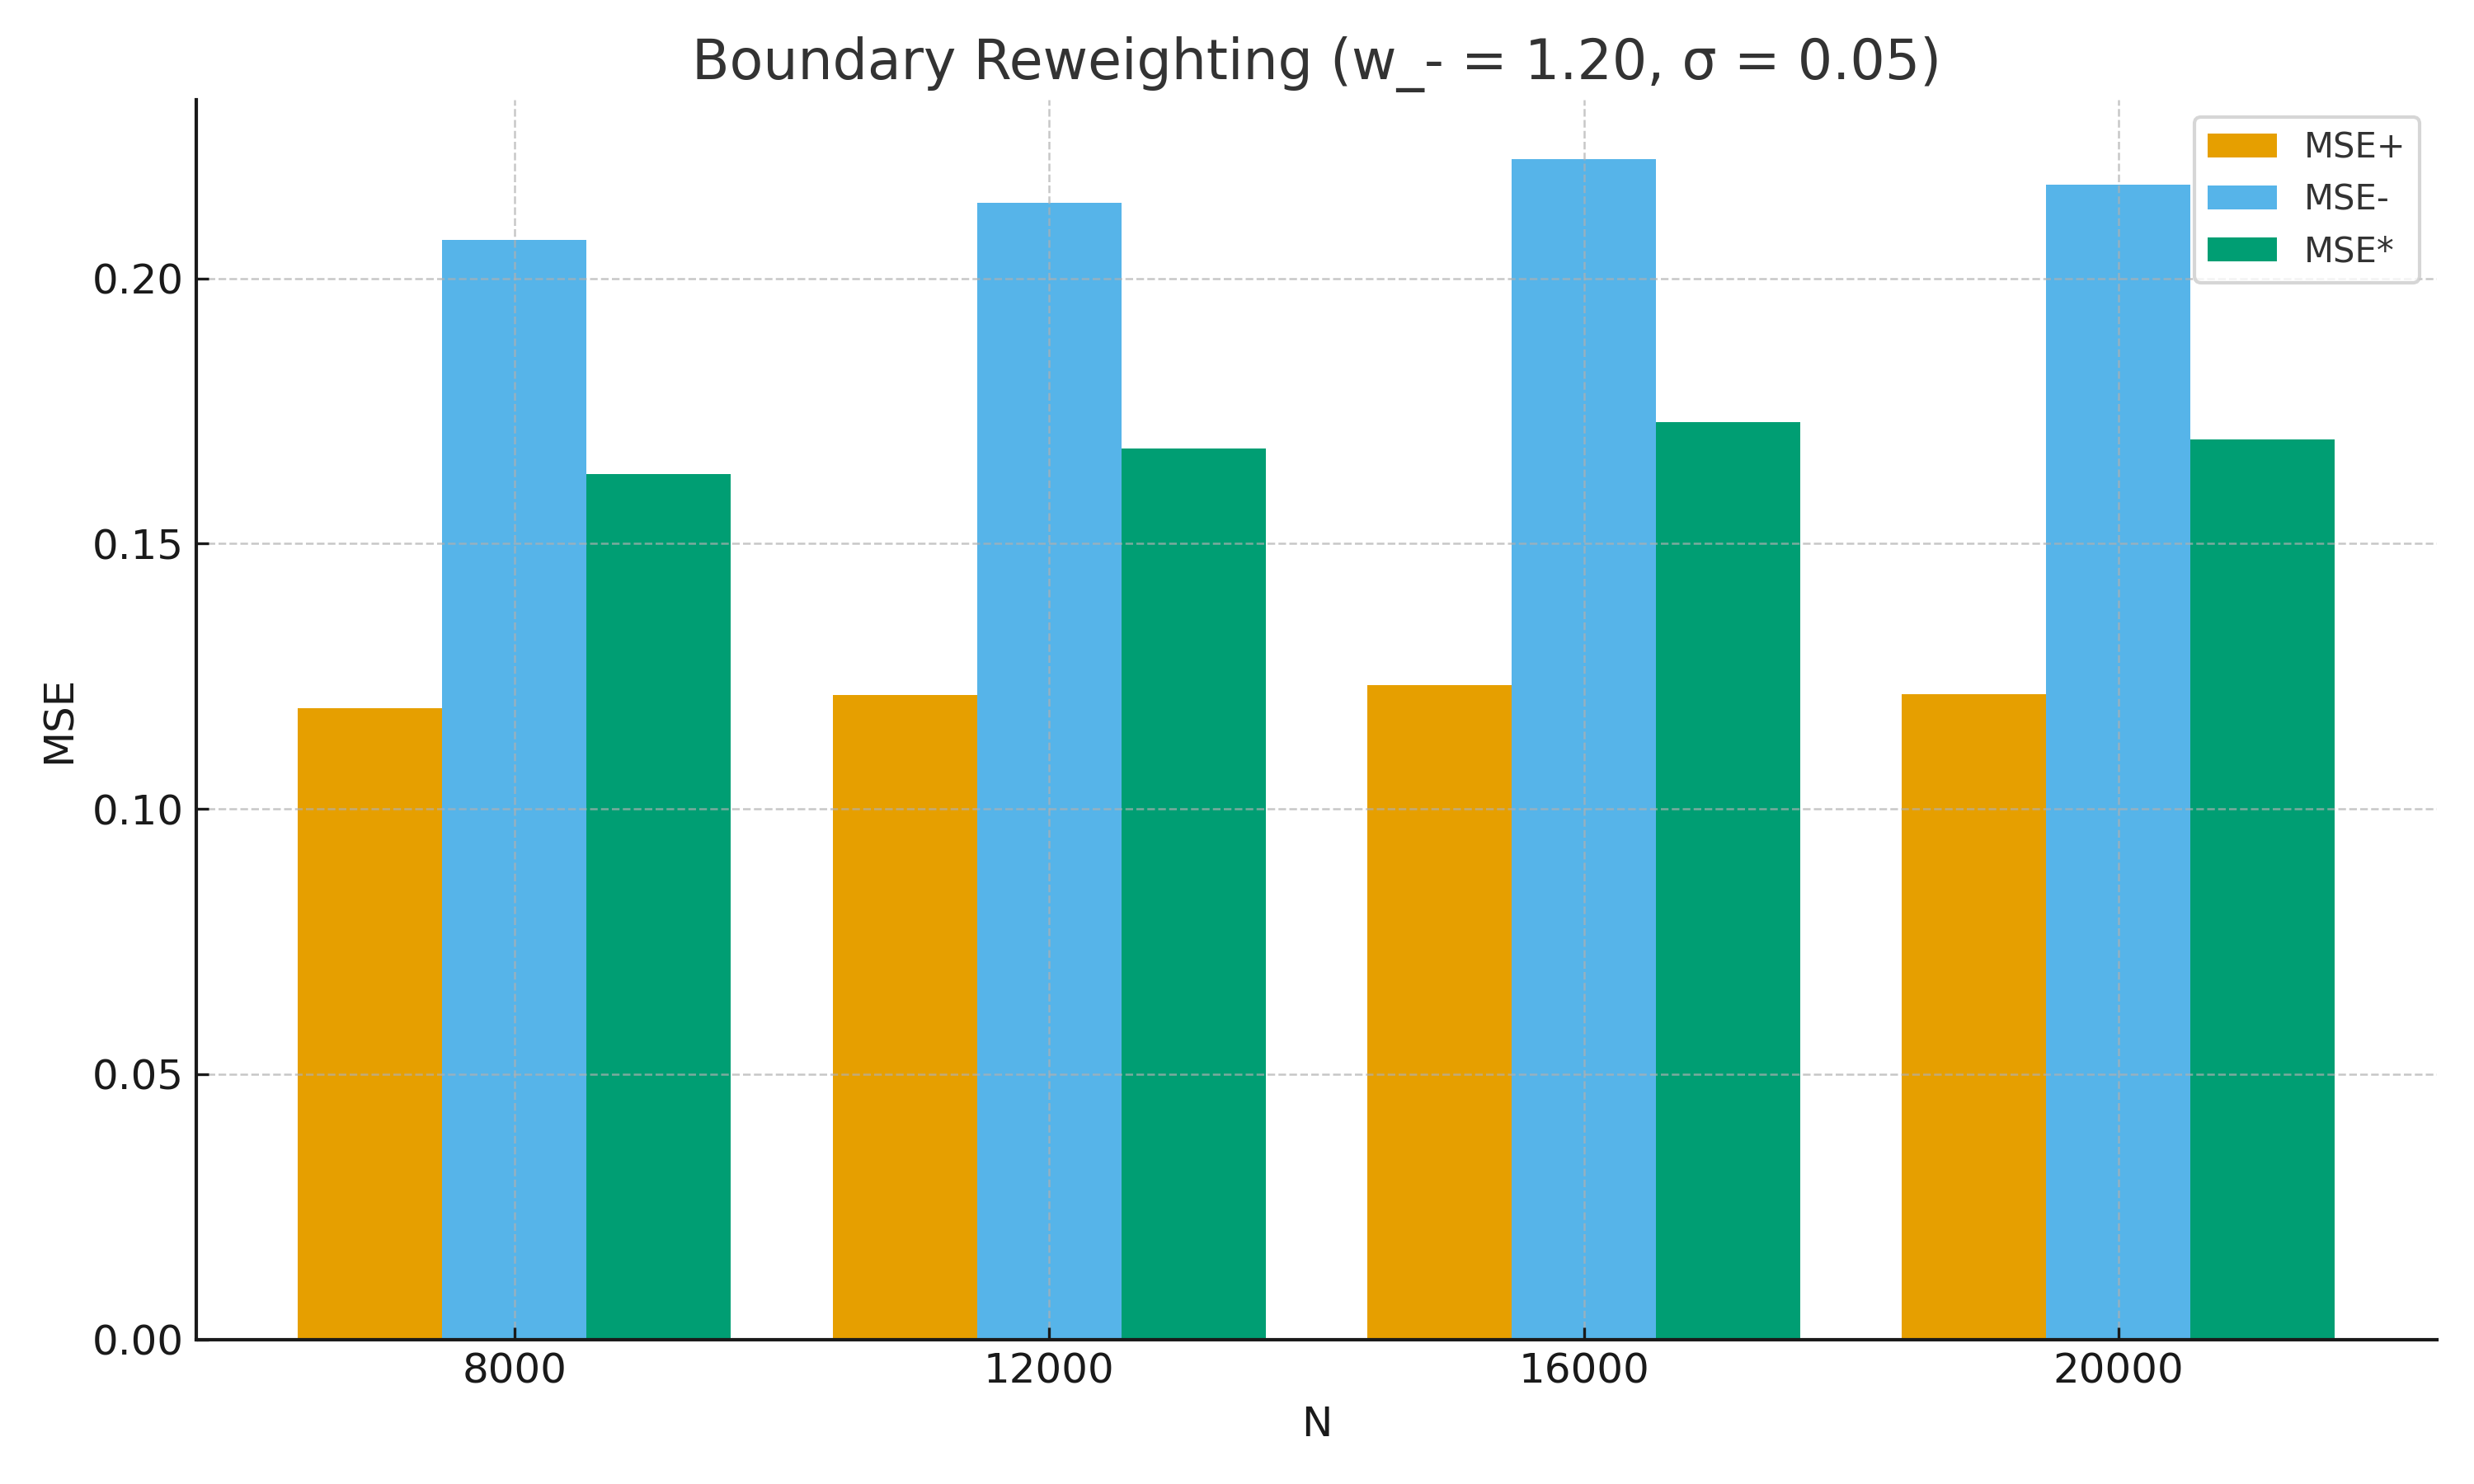 Boundary Reweighting (w_- = 1.20, σ = 0.05)
MSE+
MSE-
MSE*
0.20
0.15
0.10
0.05
0.00
MSE
8000 12000 16000 20000
N